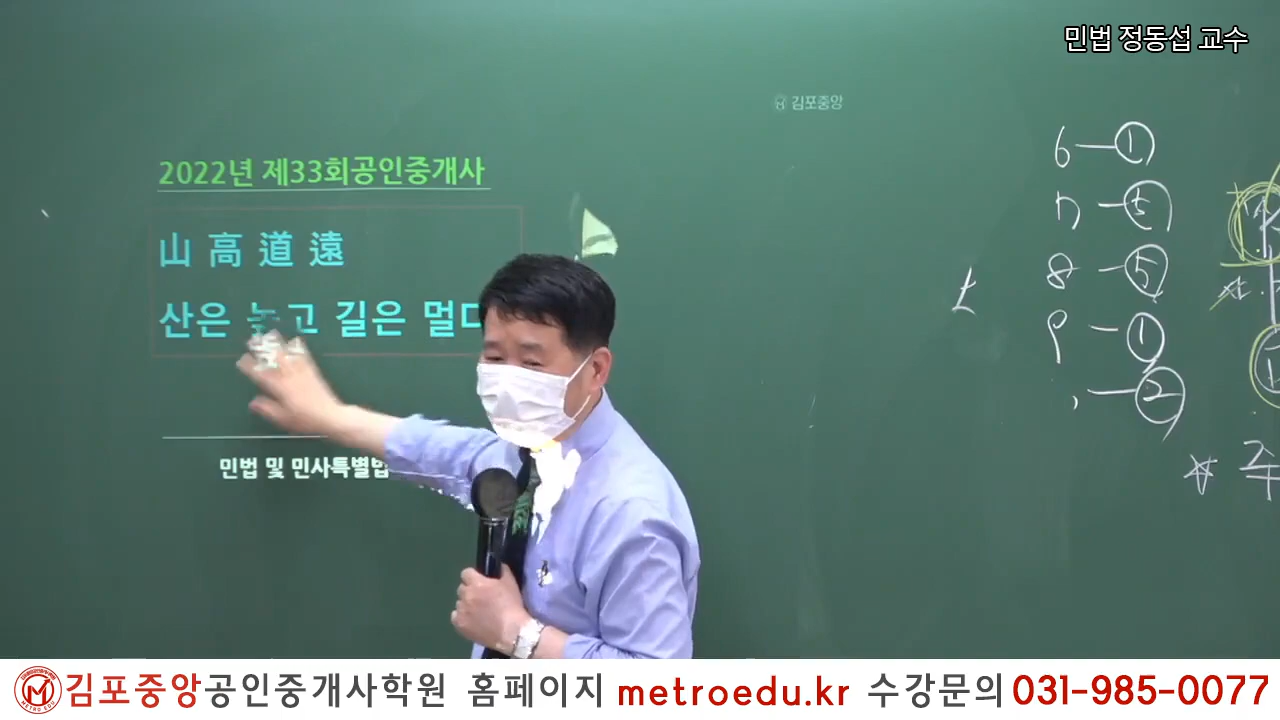 민법 정동섭 교수
김포중앙
2022년 제33회공인중개사
山高道遠
산은 높고 길은 멀다
민법 및 민사특별법
6-①
7-⑤
8-⑤
9-①
-②
김포중앙공인중개사학원 홈페이지 metroedu.kr 수강문의 031-985-0077